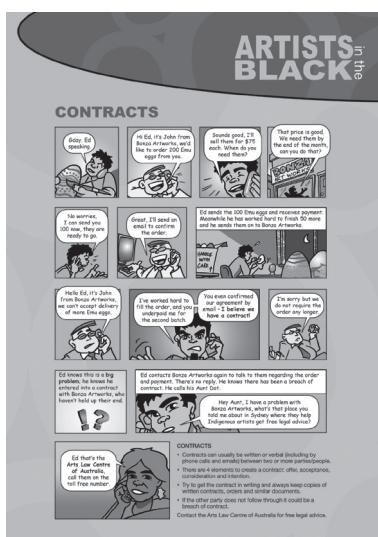 ARTISTS
in the
BLACK
CONTRACTS
Gday. Ed
speaking.
Hi Ed, it's John from
Bonza Artworks, we'd
like to order 200 Emu
eggs from you.
Sounds good, I'll
sell them for $75
each. When do you
need them?
That price is good.
We need them by
the end of the month,
can you do that?
BONZA
ARTWORKS
No worries,
I can send you
100 now, they are
ready to go.
Great, I'll send an
email to confirm
the order.
Ed sends the 100 Emu eggs and receives payment.
Meanwhile he has worked hard to finish 50 more
and he sends them on to Bonza Artworks.
HANDLE
WITH
CARE
Hello Ed, it's John
from Bonza Artworks,
we can't accept delivery
of more Emu eggs.
I've worked hard to
fill the order, and you
underpaid me for
the second batch.
You even confirmed
our agreement by
email - I believe we
have a contract!
I'm sorry but we
do not require the
order any longer.
Ed knows this is a big
problem; he knows he
entered into a contract
with Bonza Artworks, who
haven't held up their end.
!?
Ed contacts Bonza Artworks again to talk to them regarding the order
and payment. There's no reply. He knows there has been a breach of
contract. He calls his Aunt Dot.
Hey Aunt, I have a problem with
Bonza Artworks, what's that place you
told me about in Sydney where they help
Indigenous artists get free legal advice?
Ed that's the
Arts Law Centre
of Australia,
call them on the
toll free number.
CONTRACTS
• Contracts can usually be written or verbal (including by
phone calls and emails) between two or more parties/people.
• There are 4 elements to create a contract: offer, acceptance,
consideration and intention.
• Try to get the contract in writing and always keep copies of
written contracts, orders and similar documents.
• If the other party does not follow through it could be a
breach of contract.
Contact the Arts Law Centre of Australia for free legal advice.